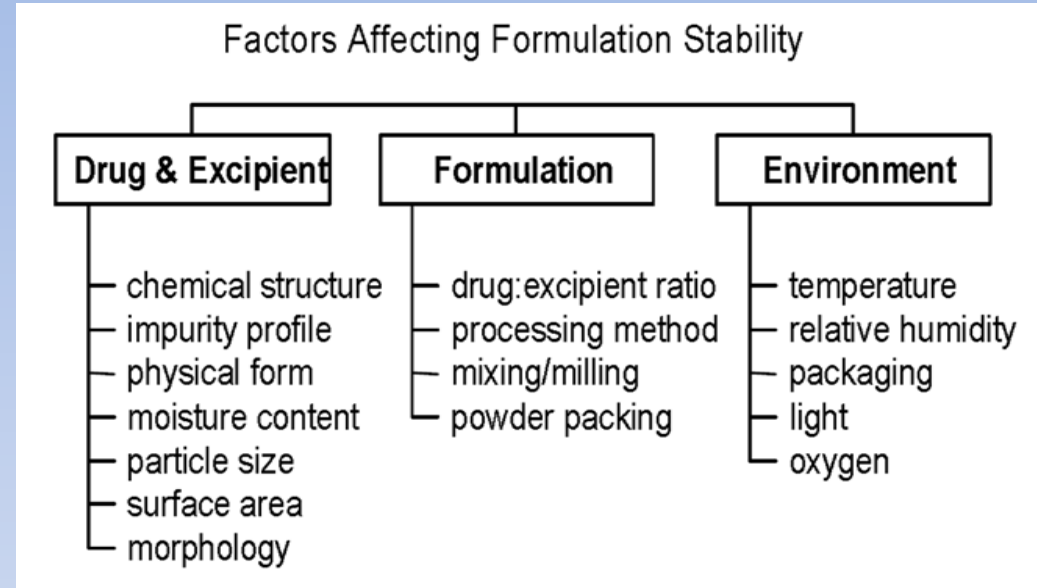 Factors Affecting Formulation Stability
Drug & Excipient
chemical structure
impurity profile
physical form
moisture content
particle size
surface area
morphology
Formulation
drug:excipient ratio
processing method
mixing/milling
powder packing
Environment
temperature
relative humidity
packaging
light
oxygen